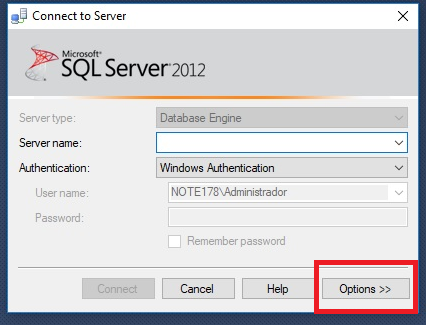 Connect to Server
Microsoft®
SQL Server® 2012
Server type: Database Engine
Server name:
Authentication: Windows Authentication
User name: NOTE178\Administrador
Password:
Remember password
Connect Cancel Help Options >>